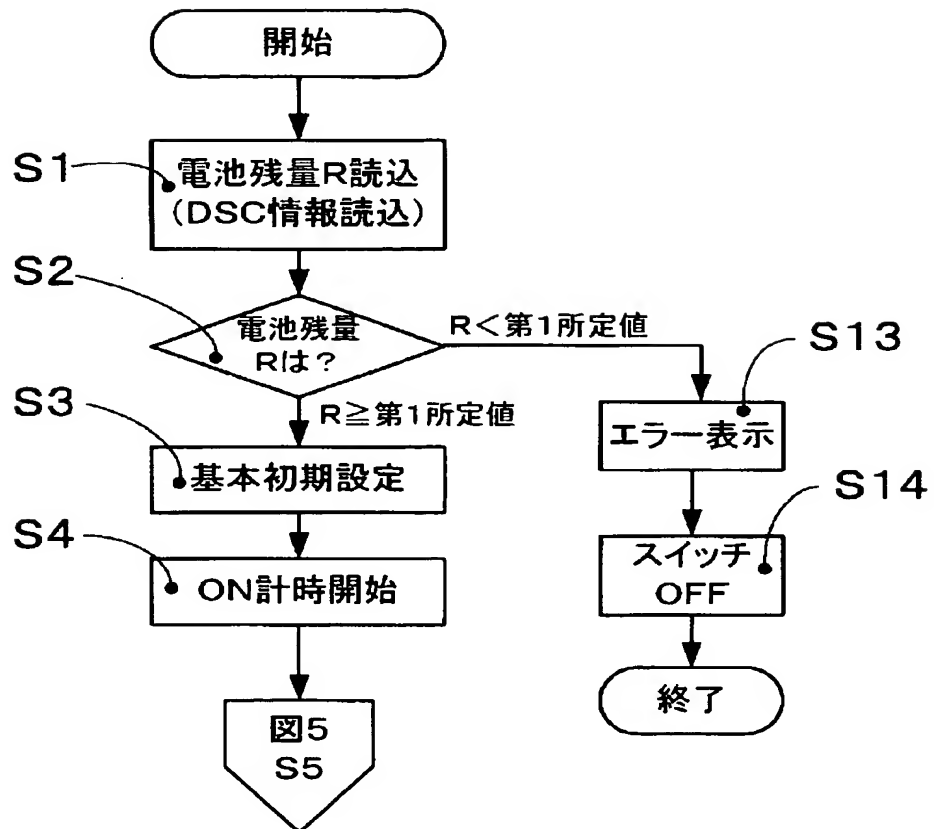 開始
S1
電池残量R読込
(DSC情報読込)
S2
電池残量
Rは?
R<第1所定値
S13
エラー表示
S3
R≧第1所定値
基本初期設定
S14
スイッチ
OFF
S4
ON計時開始
終了
図5
S5